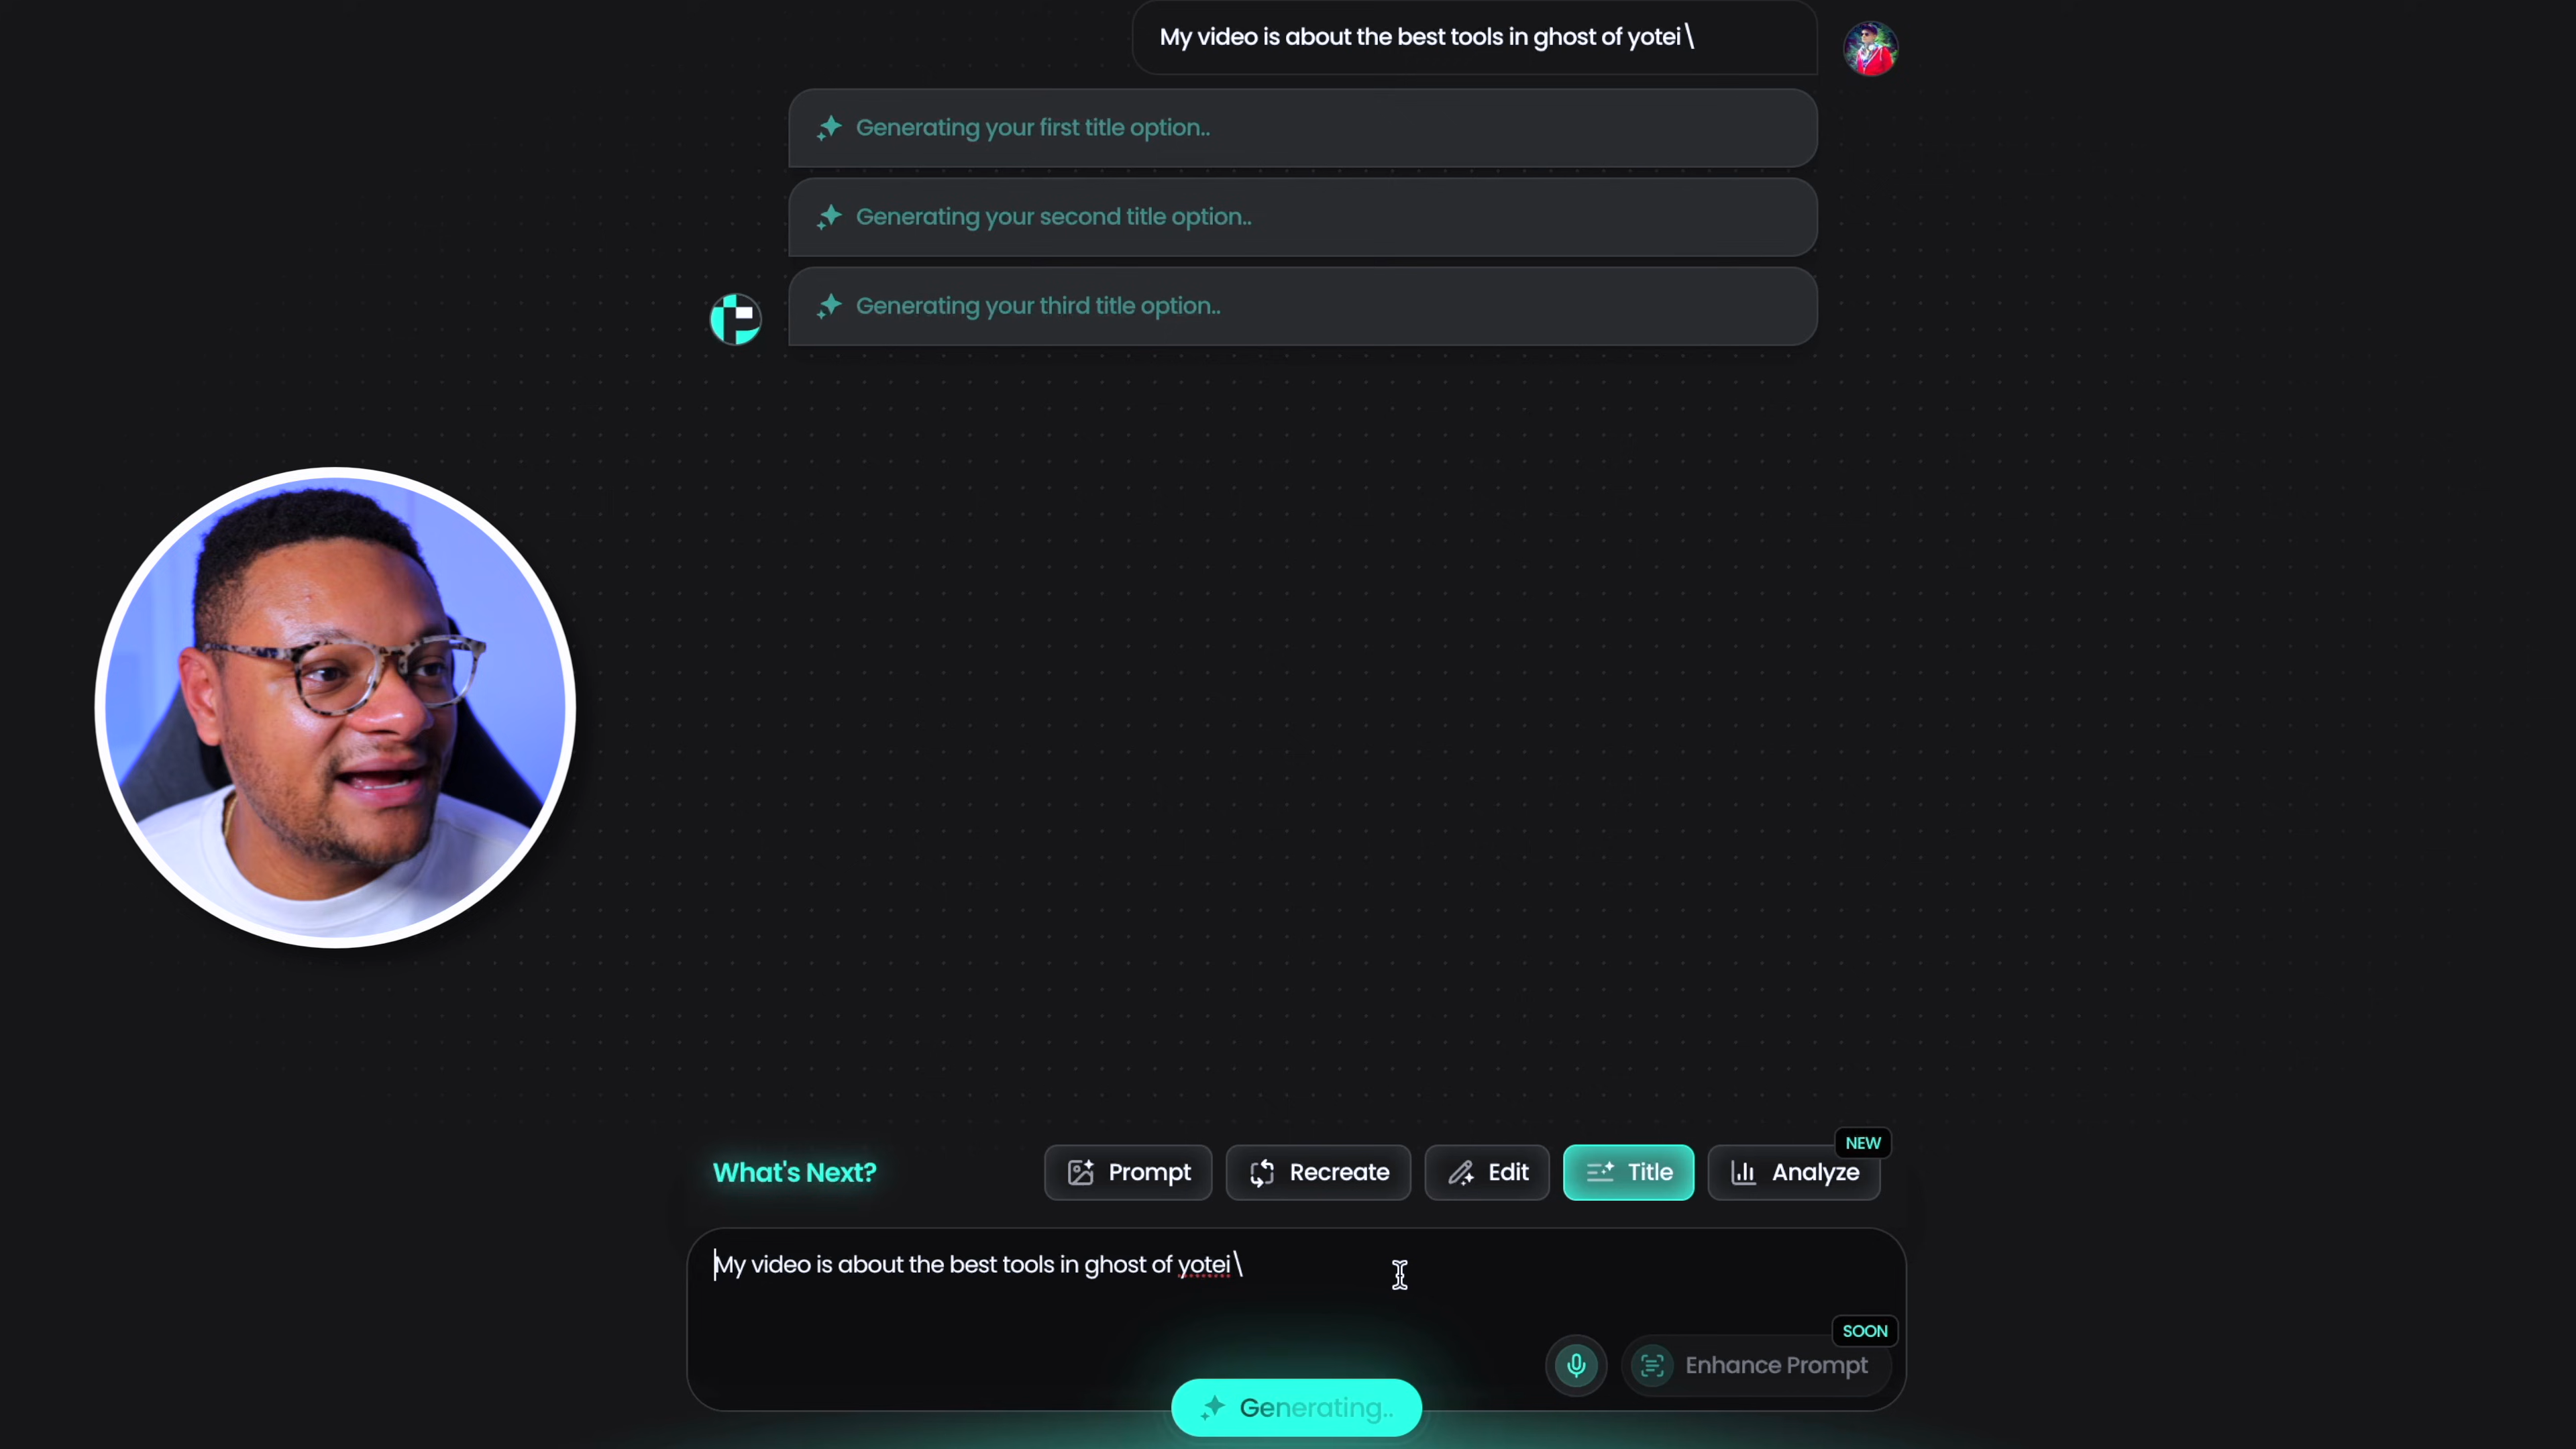 My video is about the best tools in ghost of yotei\
Generating your first title option..
Generating your second title option..
Generating your third title option..
What's Next?
Prompt
Recreate
Edit
Title
Analyze
NEW
My video is about the best tools in ghost of yotei\
SOON
Enhance Prompt
Generating..